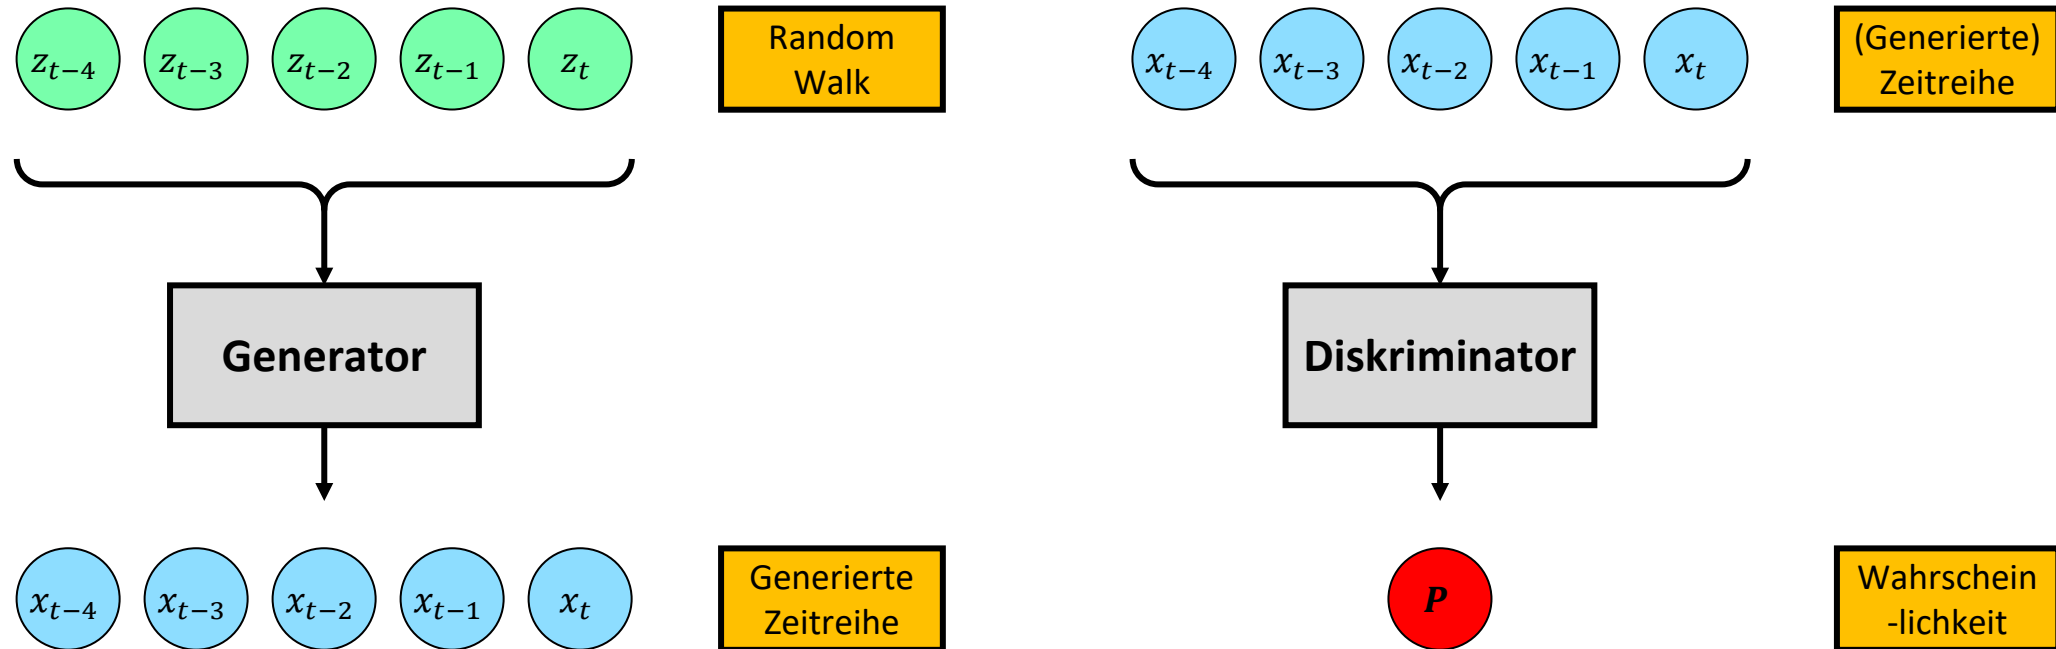 z_{t-4} z_{t-3} z_{t-2} z_{t-1} z_t
Random
Walk
x_{t-4} x_{t-3} x_{t-2} x_{t-1} x_t
(Generierte)
Zeitreihe
Generator
Diskriminator
x_{t-4} x_{t-3} x_{t-2} x_{t-1} x_t
Generierte
Zeitreihe
P
Wahrschein
-lichkeit